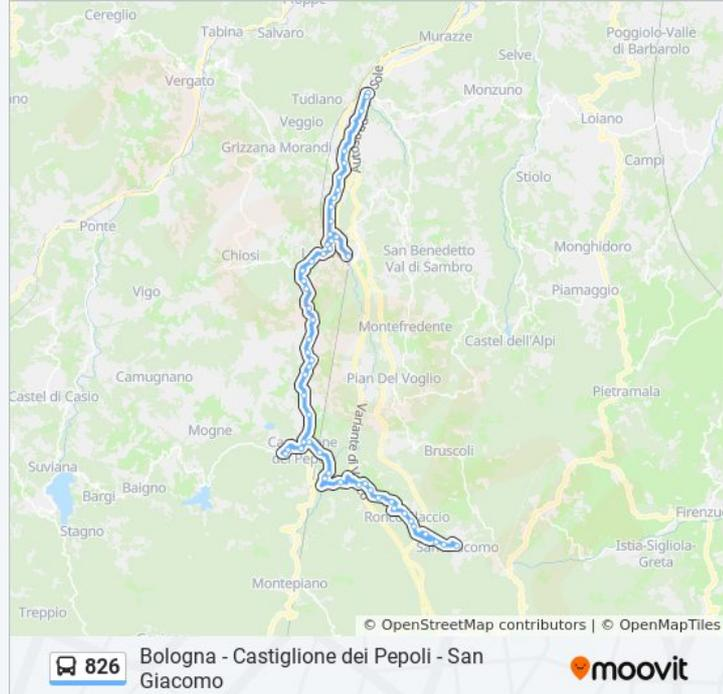 Cereglio
Tabina
Salvaro
Murazze
Poggiolo-Valle
di Barbarolo
Selve
Vergato
Sole
Tudiano
Monzuno
Veggio
Loiano
Grizzana Morandi
Campi
Stiolo
Ponte
Chiosi
San Benedetto
Val di Sambro
Monghidoro
Vigo
Piamaggio
Montefredente
Castel dell'Alpi
Camugnano
Pian Del Voglio
Castel di Casio
Pietramala
Mogne
Variante di V
Bruscoli
Suviana
Bargi
Baigno
Firenzuo
Stagno
Istia-Sigliola-
Greta
Montepiano
Treppio
© OpenStreetMap contributors | © OpenMapTiles
826
Bologna - Castiglione dei Pepoli - San
Giacomo
moovit